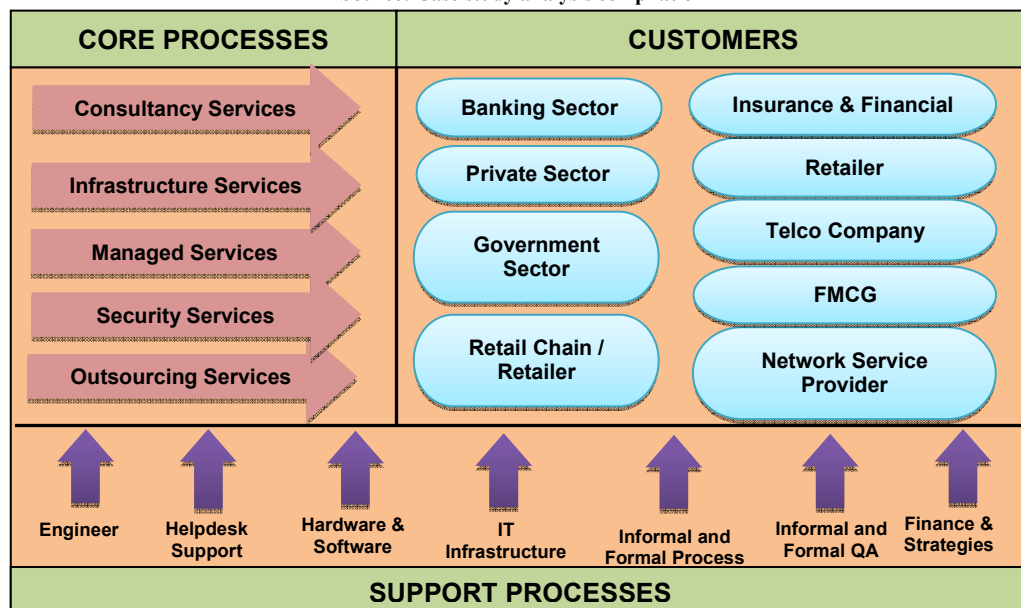 CORE PROCESSES
CUSTOMERS
Consultancy Services
Infrastructure Services
Managed Services
Security Services
Outsourcing Services
Banking Sector
Private Sector
Government
Sector
Retail Chain /
Retailer
Insurance & Financial
Retailer
Telco Company
FMCG
Network Service
Provider
Engineer
Helpdesk
Support
Hardware &
Software
IT
Infrastructure
Informal and
Formal Process
Informal and
Formal QA
Finance &
Strategies
SUPPORT PROCESSES